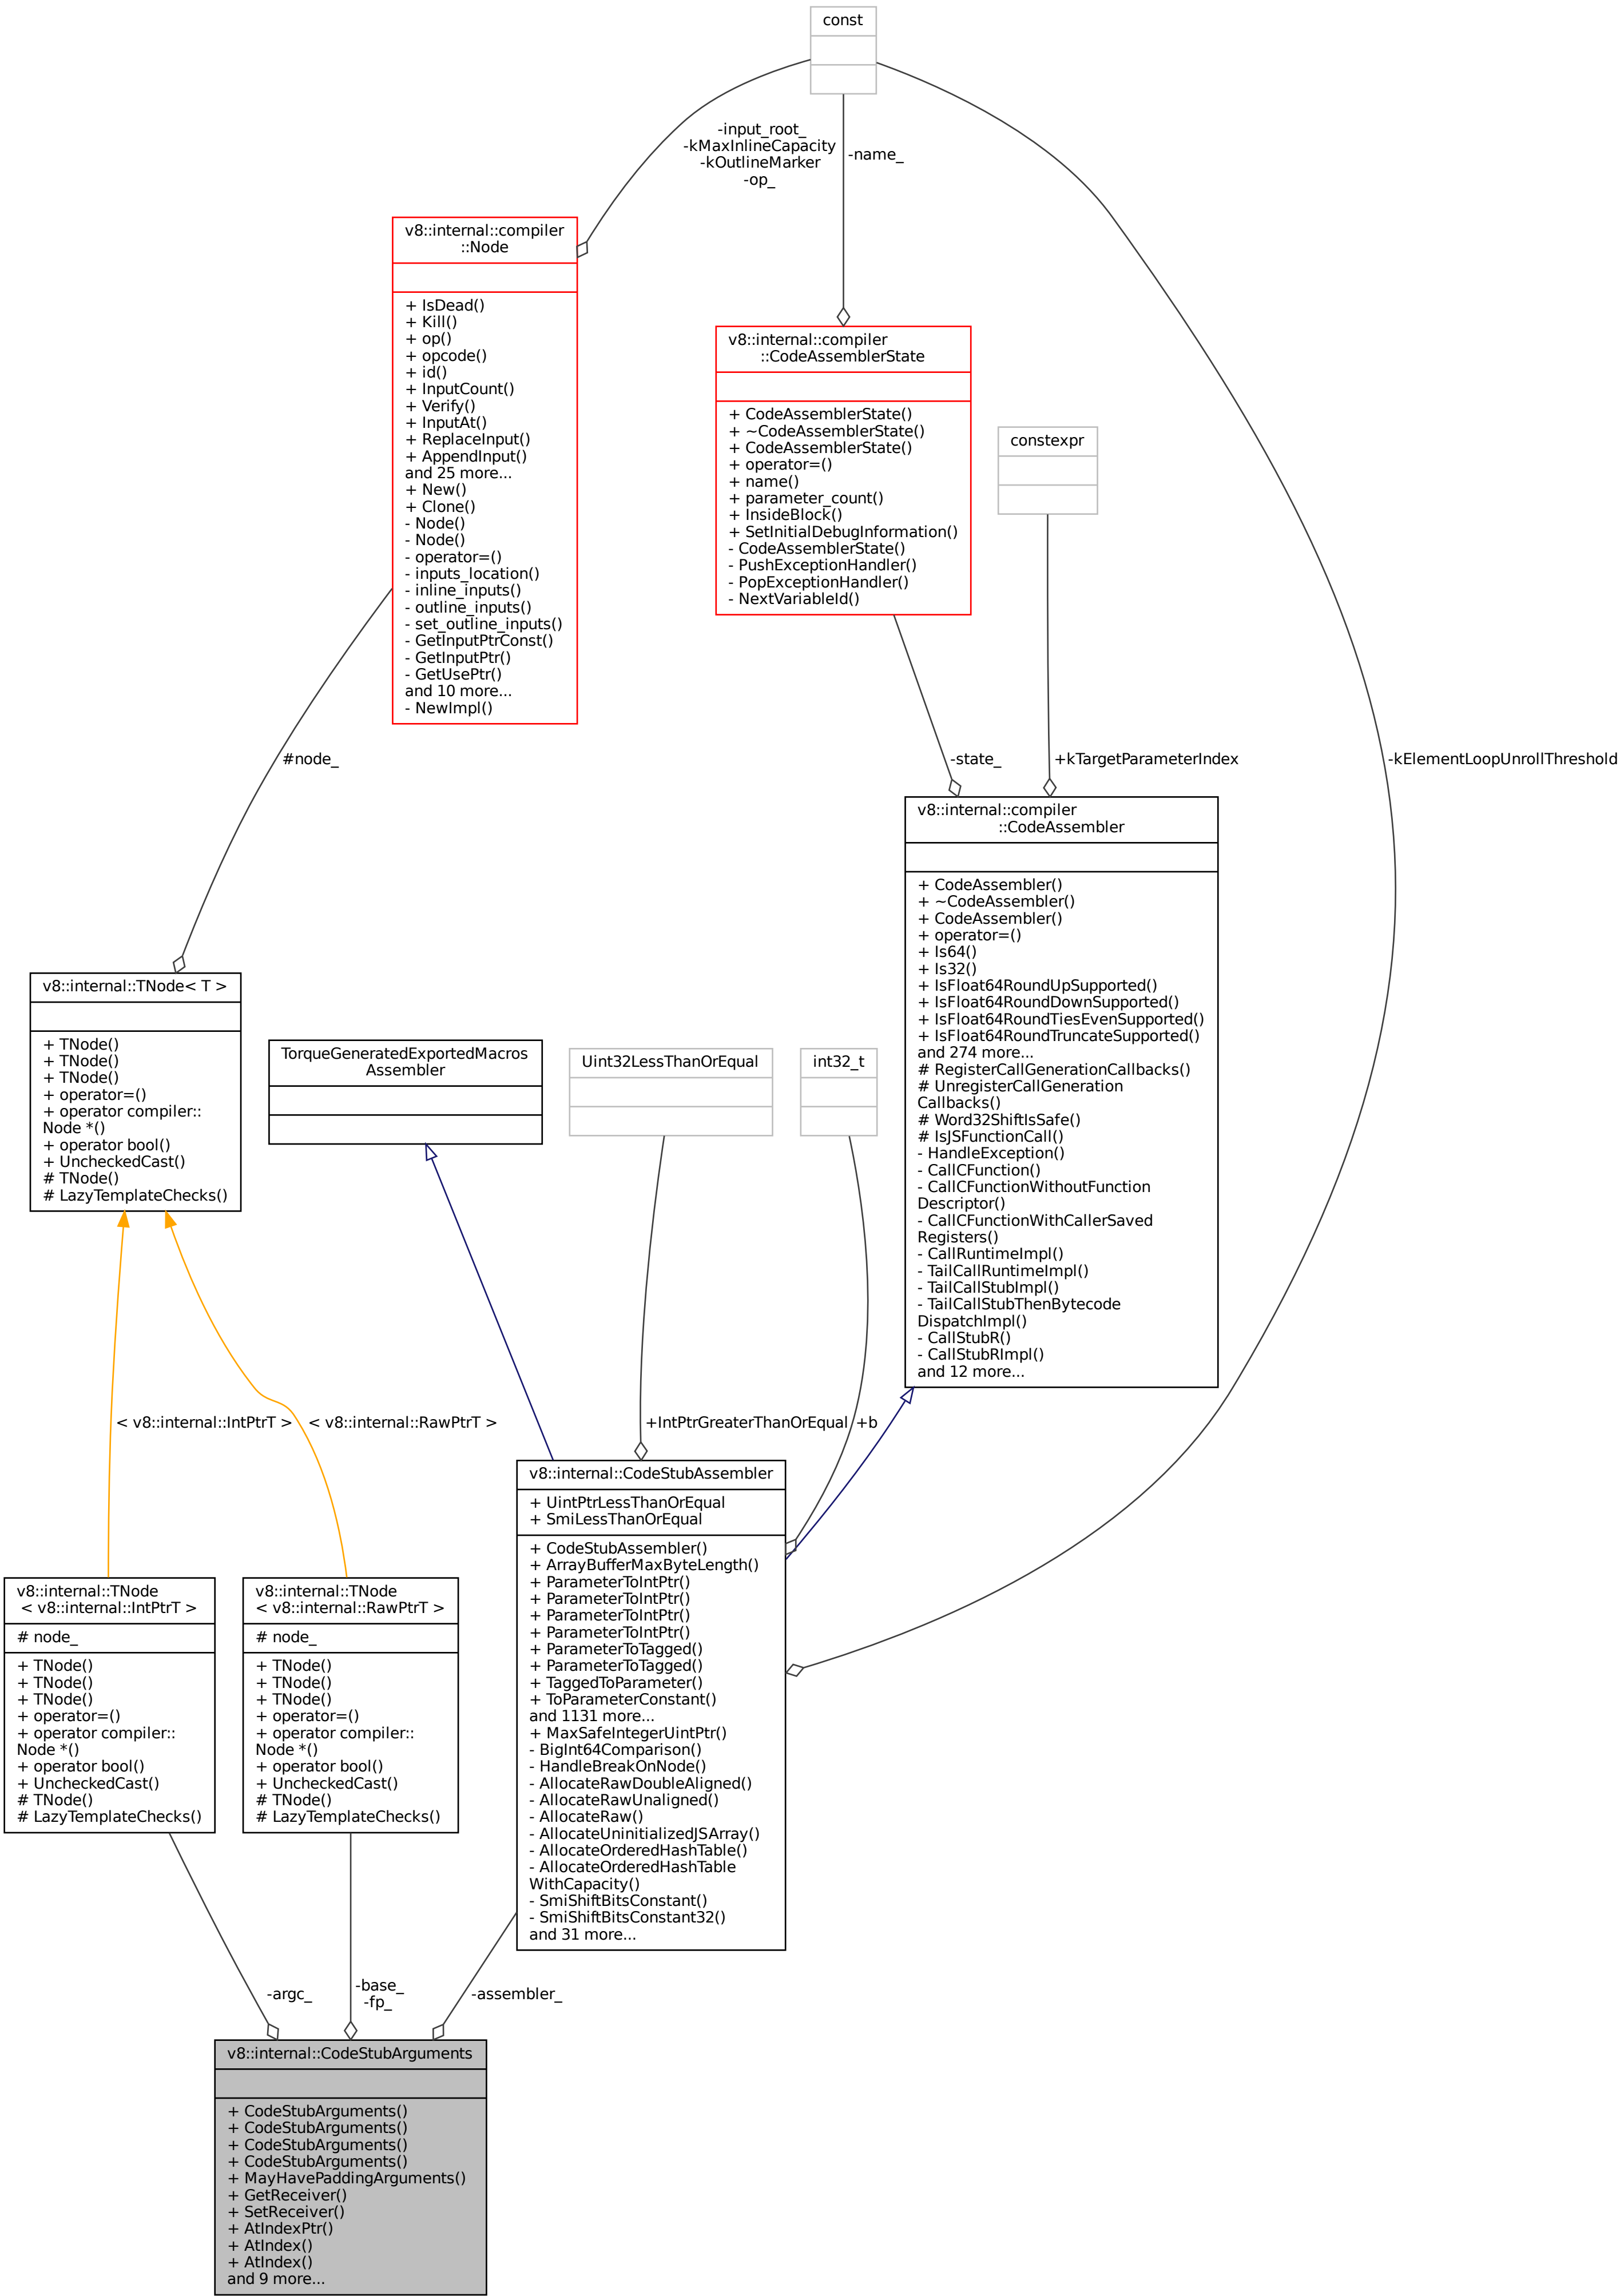 const
-input_root_
-kMaxInlineCapacity
-kOutlineMarker
-op_
-name_
v8::internal::compiler
::Node
+ IsDead()
+ Kill()
+ op()
+ opcode()
+ id()
+ InputCount()
+ Verify()
+ InputAt()
+ ReplaceInput()
+ AppendInput()
and 25 more...
+ New()
+ Clone()
- Node()
- Node()
- operator=()
- inputs_location()
- inline_inputs()
- outline_inputs()
- set_outline_inputs()
- GetInputPtrConst()
- GetInputPtr()
- GetUsePtr()
and 10 more...
- NewImpl()
v8::internal::compiler
::CodeAssemblerState
+ CodeAssemblerState()
+ ~CodeAssemblerState()
+ CodeAssemblerState()
+ operator=()
+ name()
+ parameter_count()
+ InsideBlock()
+ SetInitialDebugInformation()
- CodeAssemblerState()
- PushExceptionHandler()
- PopExceptionHandler()
- NextVariableId()
constexpr
#node_
-state_
+kTargetParameterIndex
-kElementLoopUnrollThreshold
v8::internal::compiler
::CodeAssembler
+ CodeAssembler()
+ ~CodeAssembler()
+ CodeAssembler()
+ operator=()
+ Is64()
+ Is32()
+ IsFloat64RoundUpSupported()
+ IsFloat64RoundDownSupported()
+ IsFloat64RoundTiesEvenSupported()
+ IsFloat64RoundTruncateSupported()
and 274 more...
# RegisterCallGenerationCallbacks()
# UnregisterCallGeneration
Callbacks()
# Word32ShiftIsSafe()
# IsJSFunctionCall()
- HandleException()
- CallCFunction()
- CallCFunctionWithoutFunction
Descriptor()
- CallCFunctionWithCallerSaved
Registers()
- CallRuntimeImpl()
- TailCallRuntimeImpl()
- TailCallStubImpl()
- TailCallStubThenBytecode
DispatchImpl()
- CallStubR()
- CallStubRImpl()
and 12 more...
v8::internal::TNode< T >
+ TNode()
+ TNode()
+ TNode()
+ operator=()
+ operator compiler::
Node *()
+ operator bool()
+ UncheckedCast()
# TNode()
# LazyTemplateChecks()
TorqueGeneratedExportedMacros
Assembler
Uint32LessThanOrEqual
int32_t
< v8::internal::IntPtrT >
< v8::internal::RawPtrT >
+IntPtrGreaterThanOrEqual
+b
v8::internal::CodeStubAssembler
+ UintPtrLessThanOrEqual
+ SmiLessThanOrEqual
+ CodeStubAssembler()
+ ArrayBufferMaxByteLength()
+ ParameterToIntPtr()
+ ParameterToIntPtr()
+ ParameterToIntPtr()
+ ParameterToIntPtr()
+ ParameterToTagged()
+ ParameterToTagged()
+ TaggedToParameter()
+ ToParameterConstant()
and 1131 more...
+ MaxSafeIntegerUintPtr()
- BigInt64Comparison()
- HandleBreakOnNode()
- AllocateRawDoubleAligned()
- AllocateRawUnaligned()
- AllocateRaw()
- AllocateUninitializedJSArray()
- AllocateOrderedHashTable()
- AllocateOrderedHashTable
WithCapacity()
- SmiShiftBitsConstant()
- SmiShiftBitsConstant32()
and 31 more...
v8::internal::TNode
< v8::internal::IntPtrT >
# node_
+ TNode()
+ TNode()
+ TNode()
+ operator=()
+ operator compiler::
Node *()
+ operator bool()
+ UncheckedCast()
# TNode()
# LazyTemplateChecks()
v8::internal::TNode
< v8::internal::RawPtrT >
# node_
+ TNode()
+ TNode()
+ TNode()
+ operator=()
+ operator compiler::
Node *()
+ operator bool()
+ UncheckedCast()
# TNode()
# LazyTemplateChecks()
-argc_
-base_
-fp_
-assembler_
v8::internal::CodeStubArguments
+ CodeStubArguments()
+ CodeStubArguments()
+ CodeStubArguments()
+ CodeStubArguments()
+ MayHavePaddingArguments()
+ GetReceiver()
+ SetReceiver()
+ AtIndexPtr()
+ AtIndex()
+ AtIndex()
and 9 more...